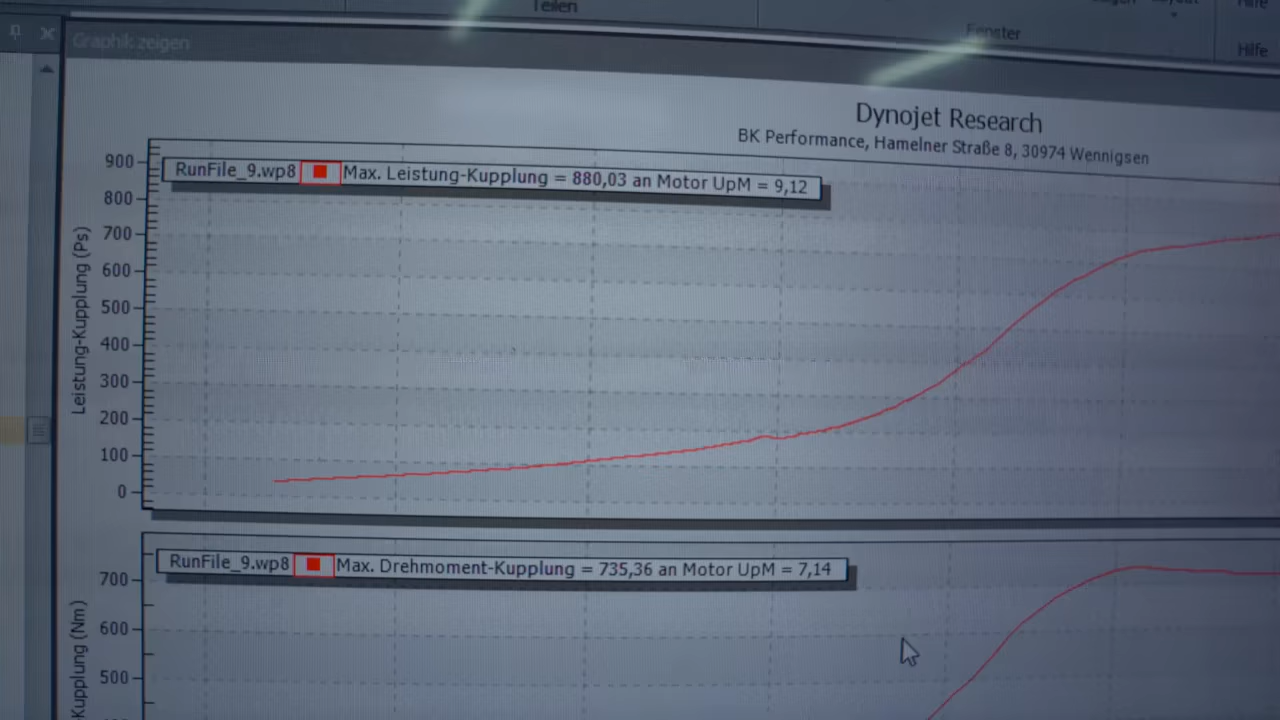 Teilen
Fenster
Hilfe
Hilfe
Graphik zeigen
Dynojet Research
BK Performance, Hamelner Straße 8, 30974 Wennigsen
RunFile_9.wp8 Max. Leistung-Kupplung = 880,03 an Motor UpM = 9,12
Leistung-Kupplung (Ps)
900
800
700
600
500
400
300
200
100
0
RunFile_9.wp8 Max. Drehmoment-Kupplung = 735,36 an Motor UpM = 7,14
-Kupplung (Nm)
700
600
500